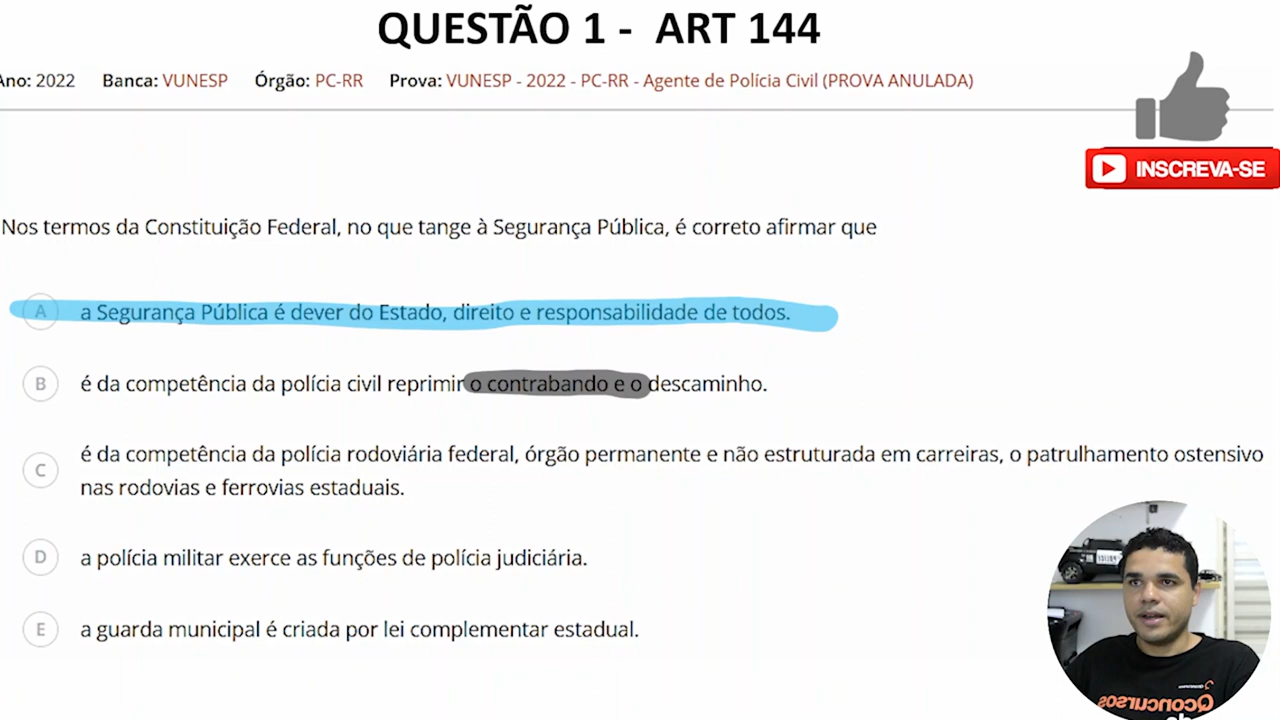 QUESTÃO 1 - ART 144
Ano: 2022 Banca: VUNESP Órgão: PC-RR Prova: VUNESP - 2022 - PC-RR - Agente de Polícia Civil (PROVA ANULADA)
INSCREVA-SE
Nos termos da Constituição Federal, no que tange à Segurança Pública, é correto afirmar que
A a Segurança Pública é dever do Estado, direito e responsabilidade de todos.
B é da competência da polícia civil reprimir o contrabando e o descaminho.
C é da competência da polícia rodoviária federal, órgão permanente e não estruturada em carreiras, o patrulhamento ostensivo
nas rodovias e ferrovias estaduais.
D a polícia militar exerce as funções de polícia judiciária.
E a guarda municipal é criada por lei complementar estadual.
Qconcursos